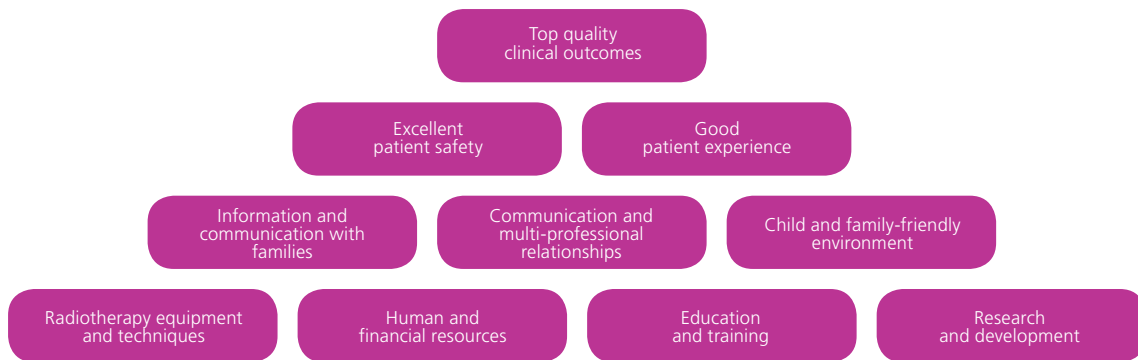 Top quality
clinical outcomes
Excellent
patient safety
Good
patient experience
Information and
communication with
families
Communication and
multi-professional
relationships
Child and family-friendly
environment
Radiotherapy equipment
and techniques
Human and
financial resources
Education
and training
Research
and development